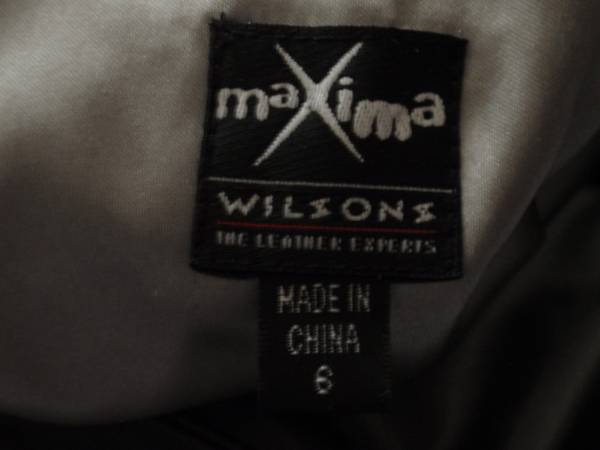 maXima
WILSONS
THE LEATHER EXPERTS
MADE IN
CHINA
6